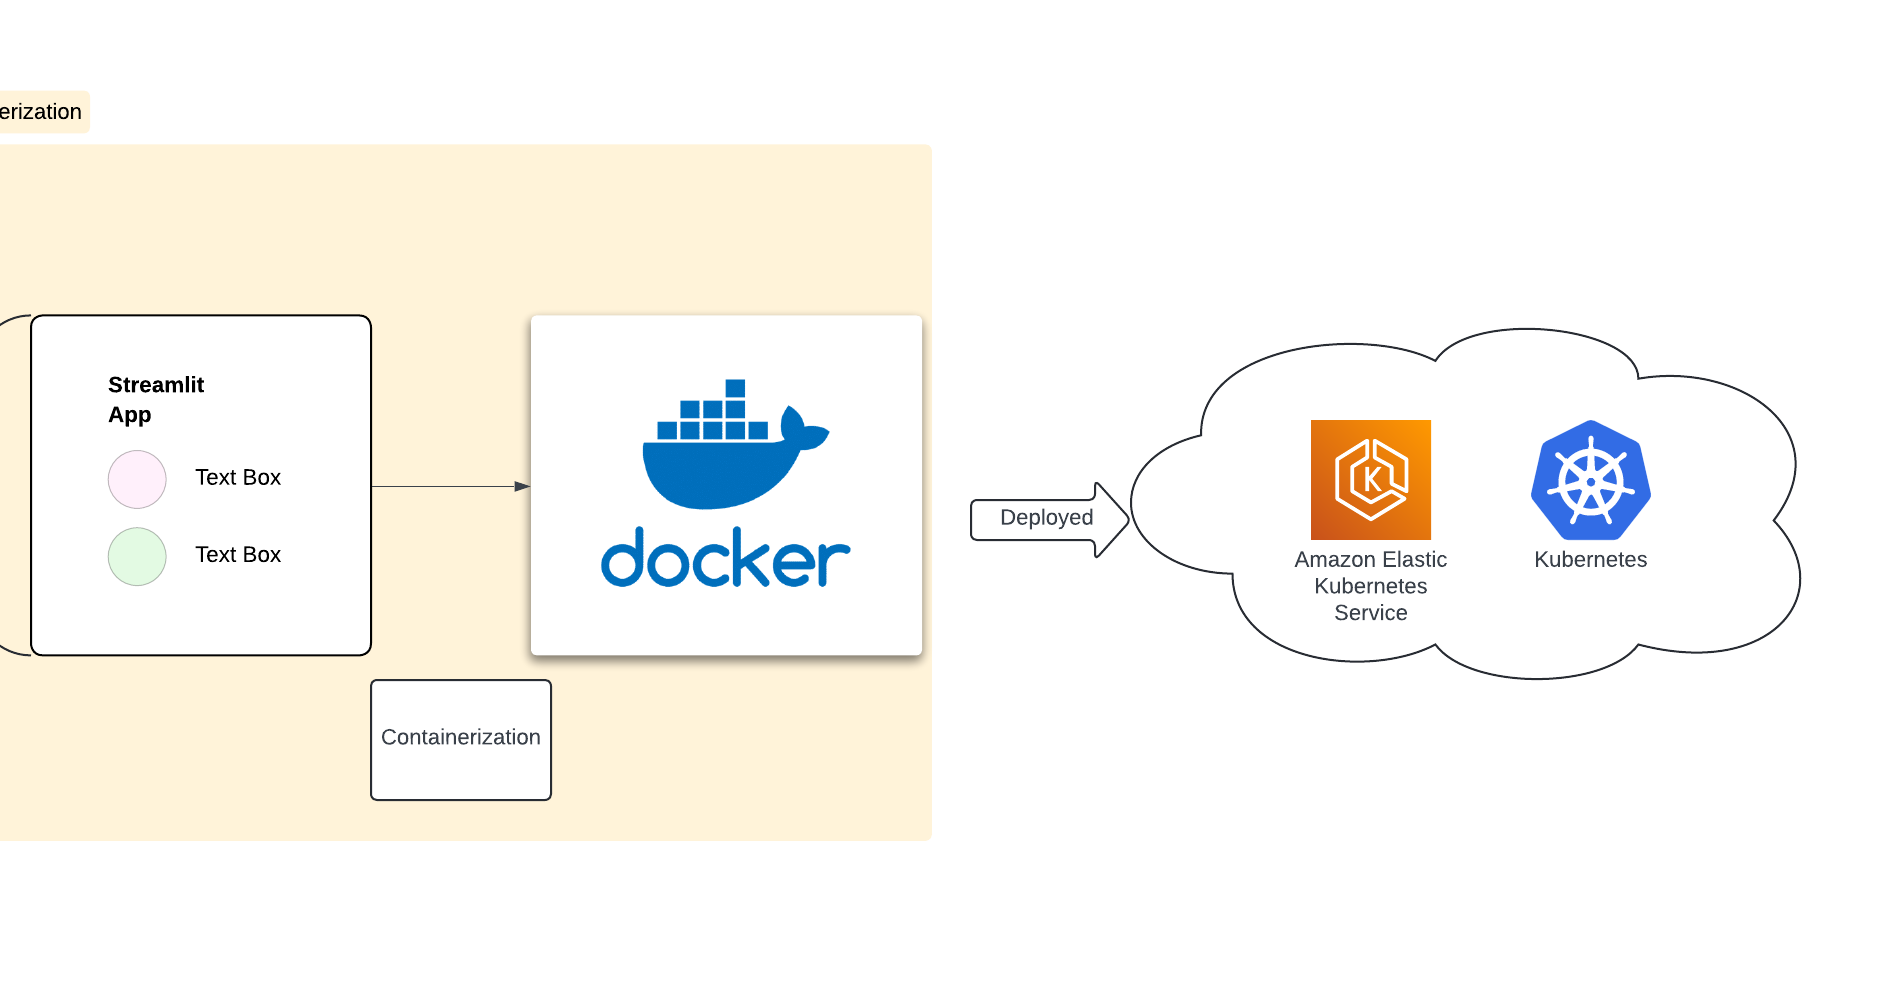 erization
Streamlit
App
Text Box
Text Box
docker
Containerization
Deployed
K
Amazon Elastic
Kubernetes
Service
Kubernetes